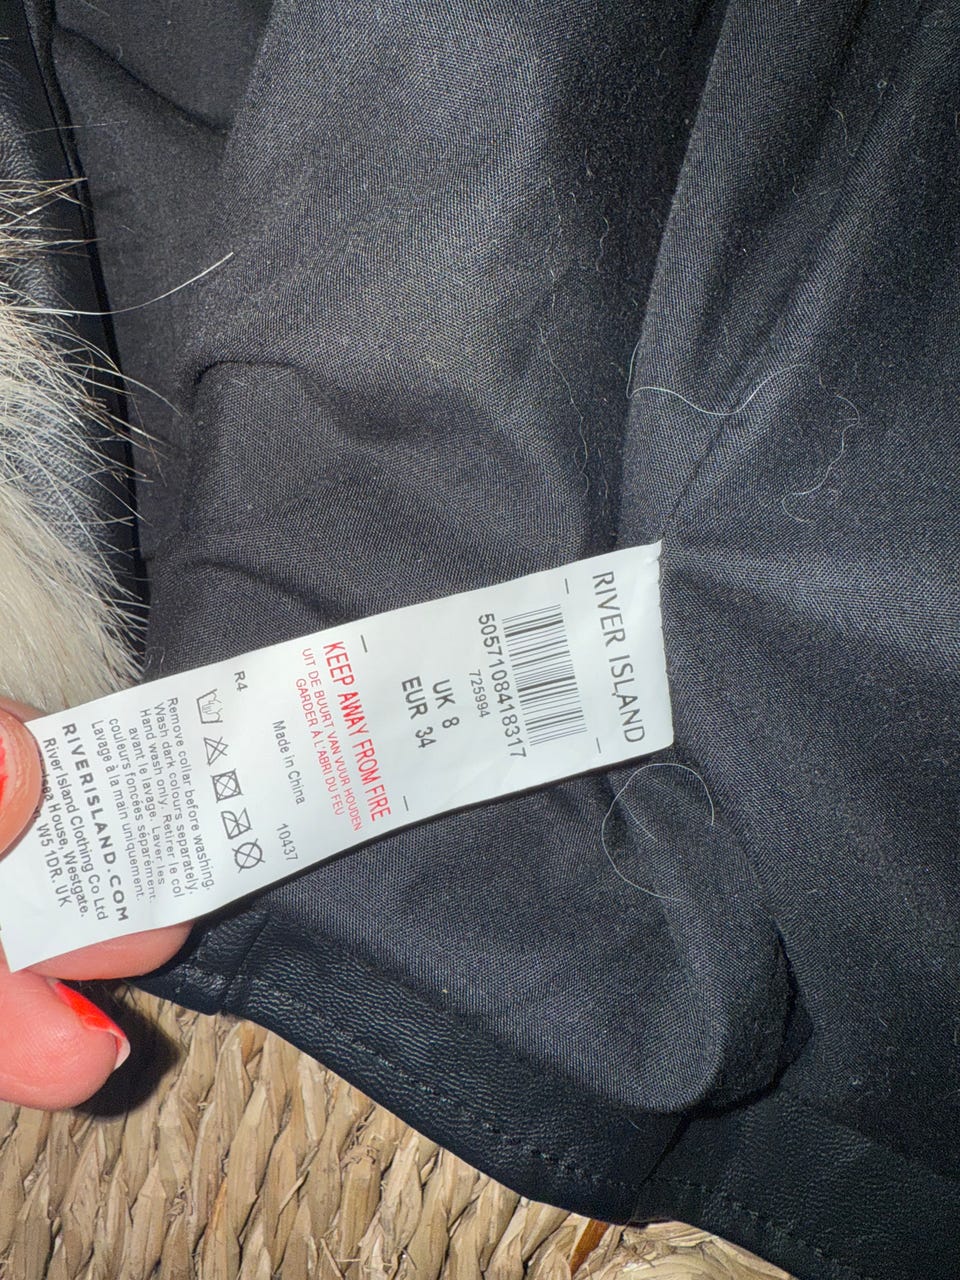 RIVER ISLAND
5057108418317
725994
UK 8
EUR 34
KEEP AWAY FROM FIRE
UIT DE BUURT VAN VUUR HOUDEN
GARDER À L'ABRI DU FEU
Made in China 10437
R4
Remove collar before washing.
Wash dark colours separately.
Hand wash only. Retirer le col
avant le lavage. Laver les
couleurs foncées séparément.
Lavage à la main uniquement.
RIVERISLAND.COM
River Island Clothing Co Ltd
House, Westgate.
W5 1DR. UK